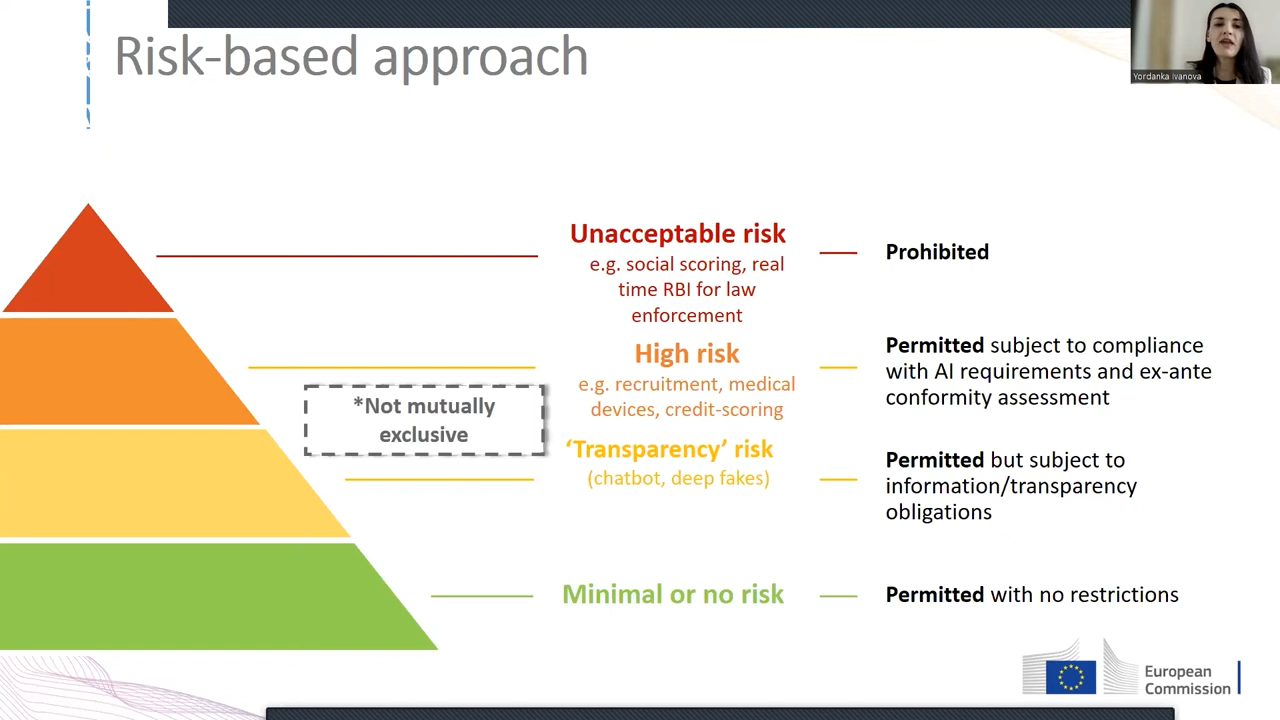 Risk-based approach
Yordanka Ivanova
Unacceptable risk
e.g. social scoring, real
time RBI for law
enforcement
Prohibited
High risk
e.g. recruitment, medical
devices, credit-scoring
Permitted subject to compliance
with AI requirements and ex-ante
conformity assessment
*Not mutually
exclusive
‘Transparency’ risk
(chatbot, deep fakes)
Permitted but subject to
information/transparency
obligations
Minimal or no risk
Permitted with no restrictions
European
Commission